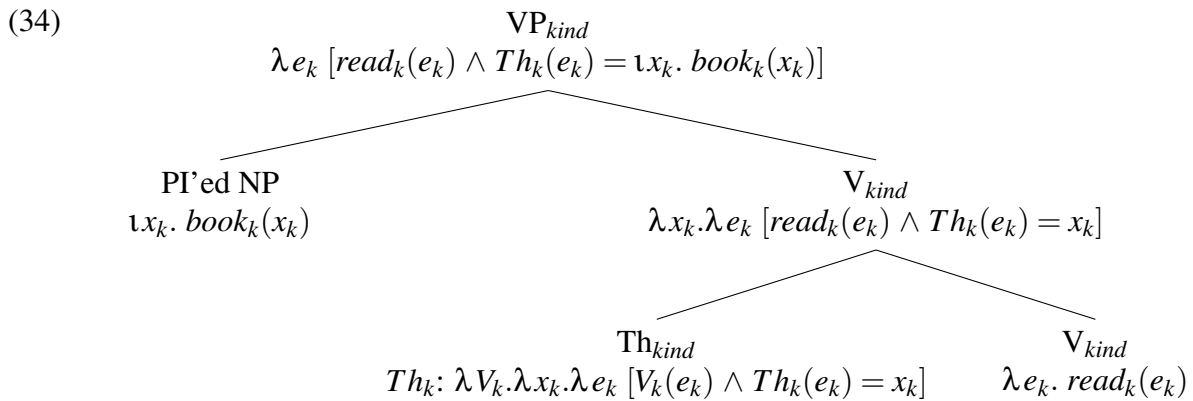 (34)
VP_kind
λe_k [read_k(e_k) ∧ Th_k(e_k) = ιx_k. book_k(x_k)]
PI'ed NP V_kind
ιx_k. book_k(x_k) λx_k.λe_k [read_k(e_k) ∧ Th_k(e_k) = x_k]
Th_kind V_kind
Th_k: λV_k.λx_k.λe_k [V_k(e_k) ∧ Th_k(e_k) = x_k] λe_k. read_k(e_k)